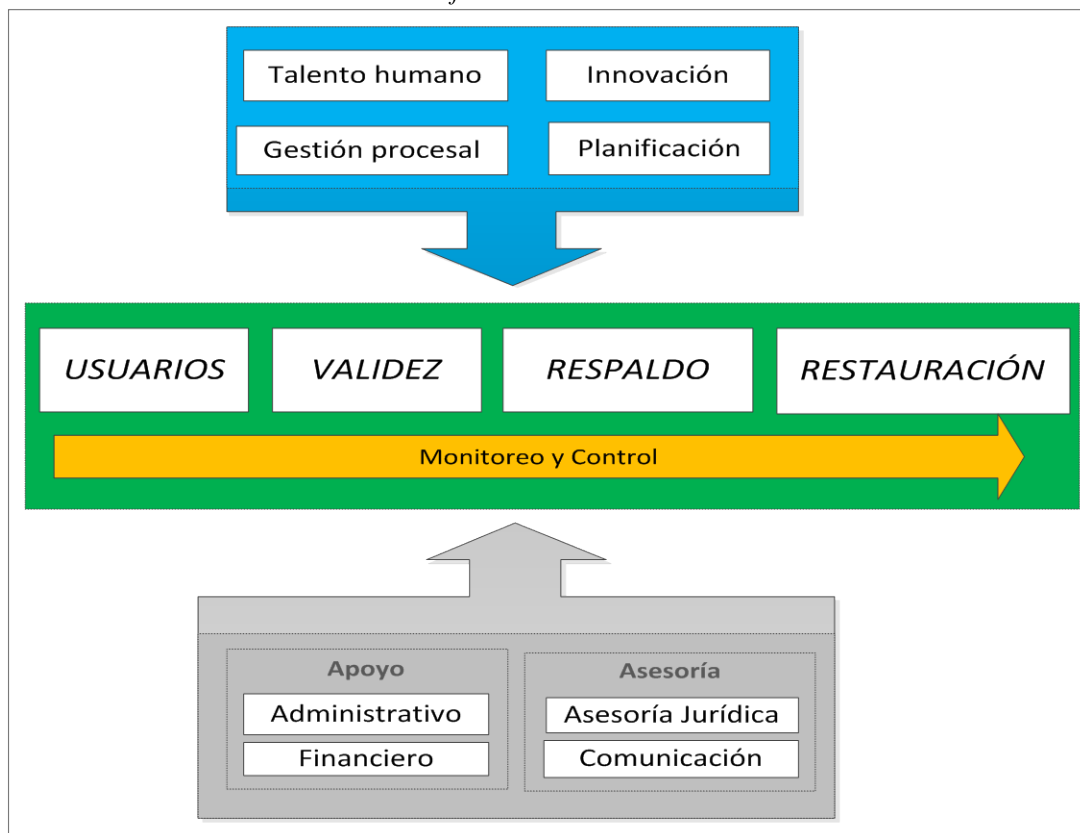 Talento humano
Innovación
Gestión procesal
Planificación
USUARIOS
VALIDEZ
RESPALDO
RESTAURACIÓN
Monitoreo y Control
Apoyo
Administrativo
Financiero
Asesoría
Asesoría Jurídica
Comunicación